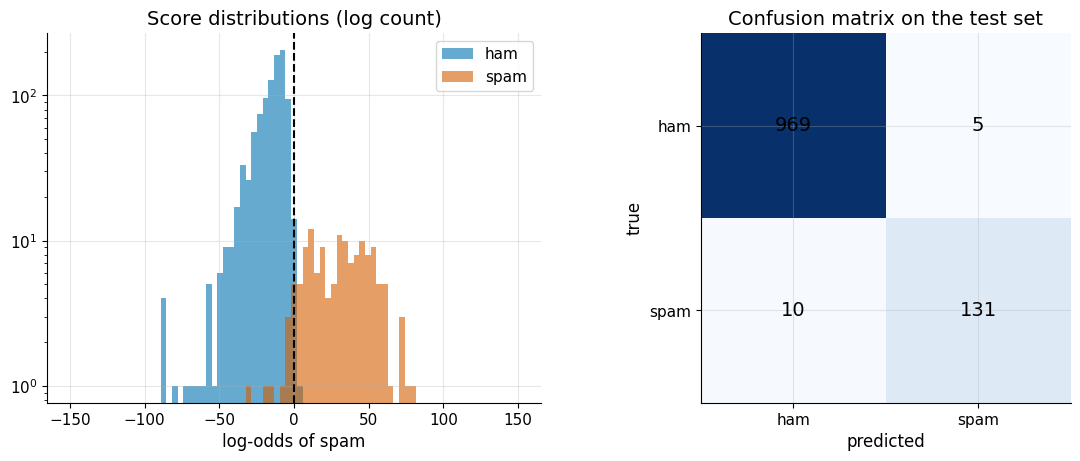 Score distributions (log count)
ham
spam
10²
10¹
10⁰
−150
−100
−50
0
50
100
150
log-odds of spam
Confusion matrix on the test set
ham
969
5
true
spam
10
131
ham
spam
predicted